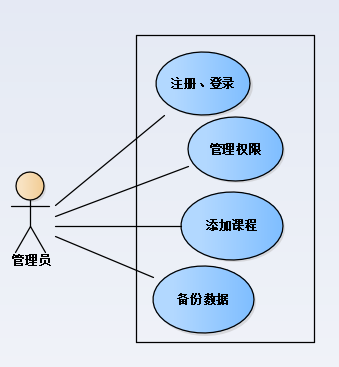 注册、登录
管理权限
添加课程
备份数据
管理员